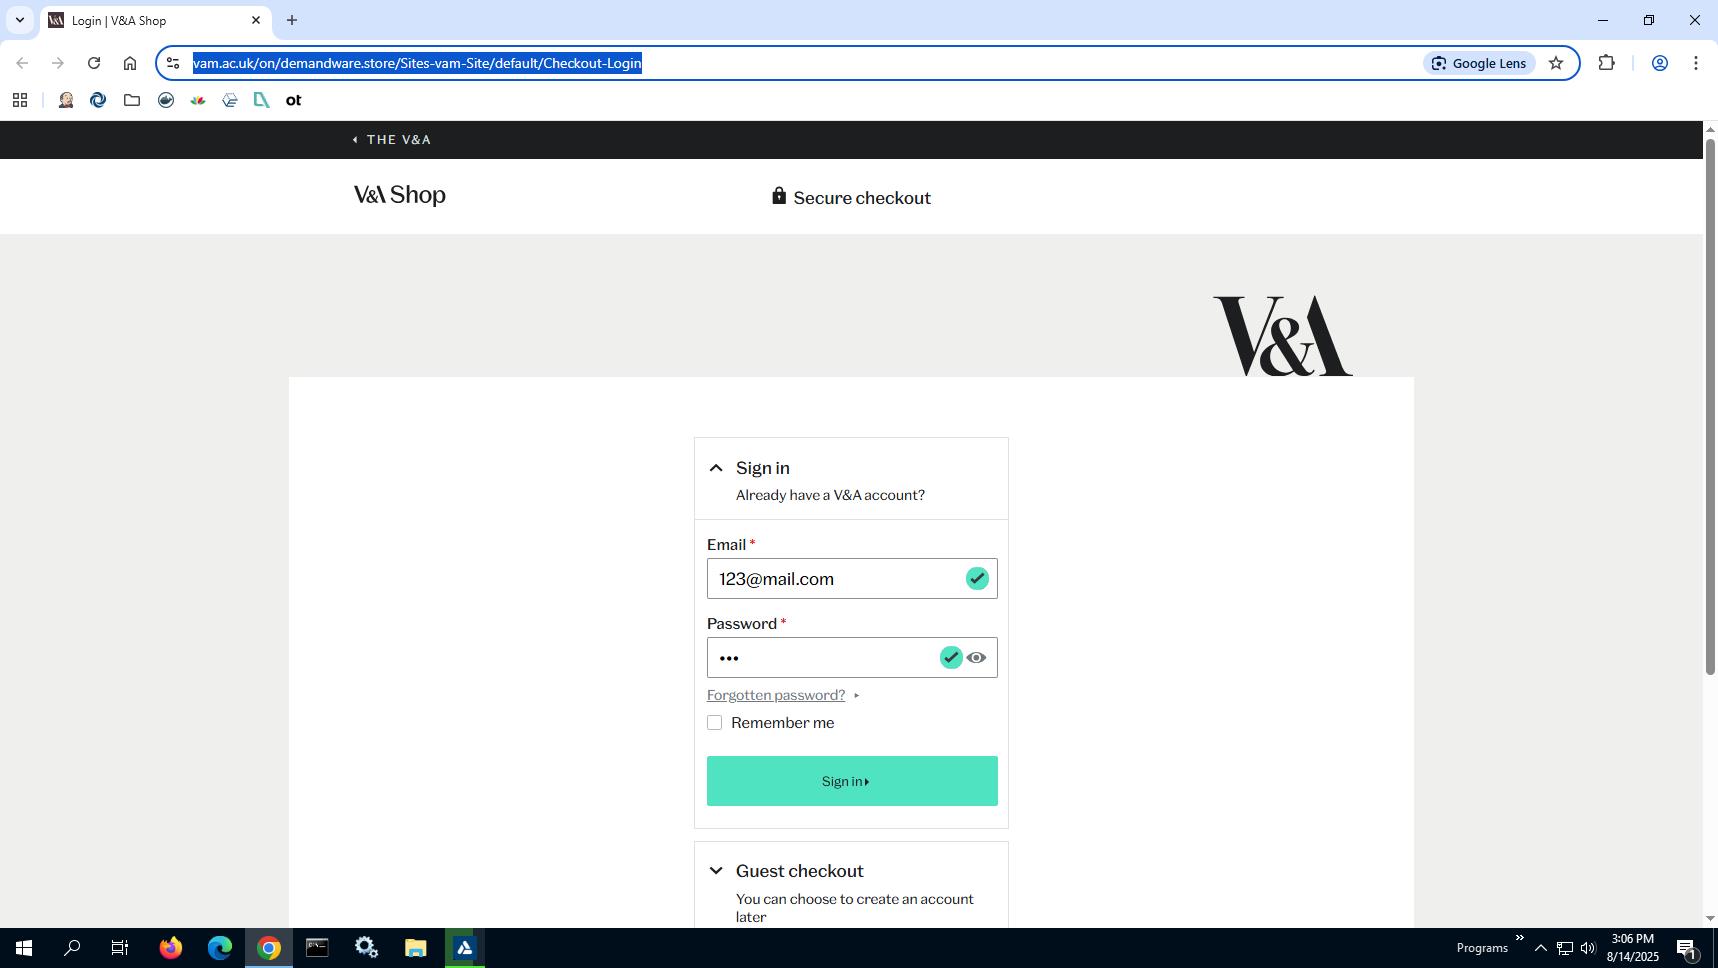 Login | V&A Shop
vam.ac.uk/on/demandware.store/Sites-vam-Site/default/Checkout-Login
Google Lens
ot
THE V&A
V&A Shop
Secure checkout
V&A
Sign in
Already have a V&A account?
Email *
123@mail.com
Password *
•••
Forgotten password?
Remember me
Sign in
Guest checkout
You can choose to create an account
later
Programs
3:06 PM
8/14/2025
1